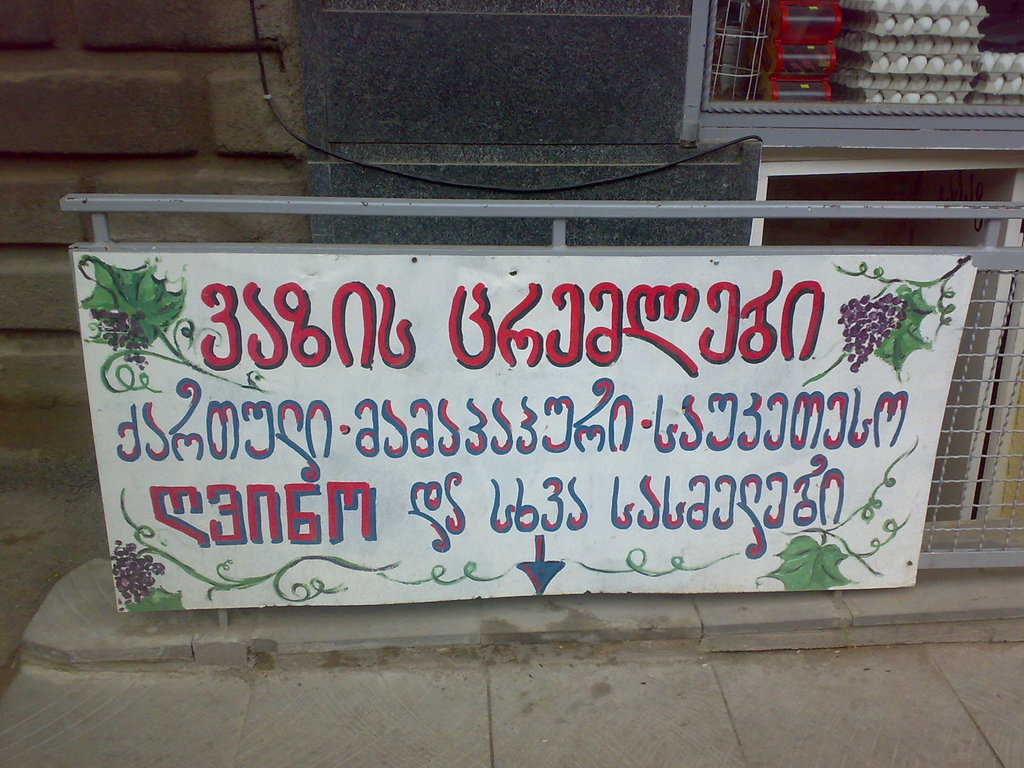 ვაზის ცრემლები
ქართული · მამაპაპური · საუკეთესო
ღვინო და სხვა სასმელები